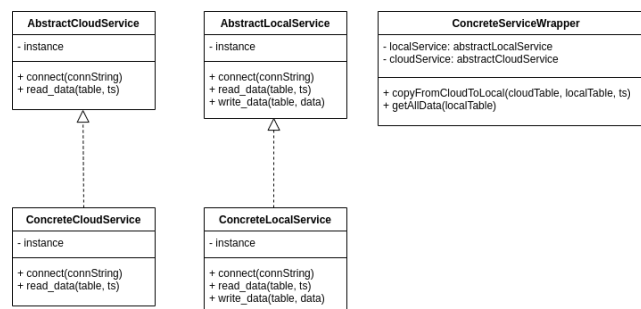 AbstractCloudService
- instance
+ connect(connString)
+ read_data(table, ts)
AbstractLocalService
- instance
+ connect(connString)
+ read_data(table, ts)
+ write_data(table, data)
ConcreteServiceWrapper
- localService: abstractLocalService
- cloudService: abstractCloudService
+ copyFromCloudToLocal(cloudTable, localTable, ts)
+ getAllData(localTable)
ConcreteCloudService
- instance
+ connect(connString)
+ read_data(table, ts)
ConcreteLocalService
- instance
+ connect(connString)
+ read_data(table, ts)
+ write_data(table, data)